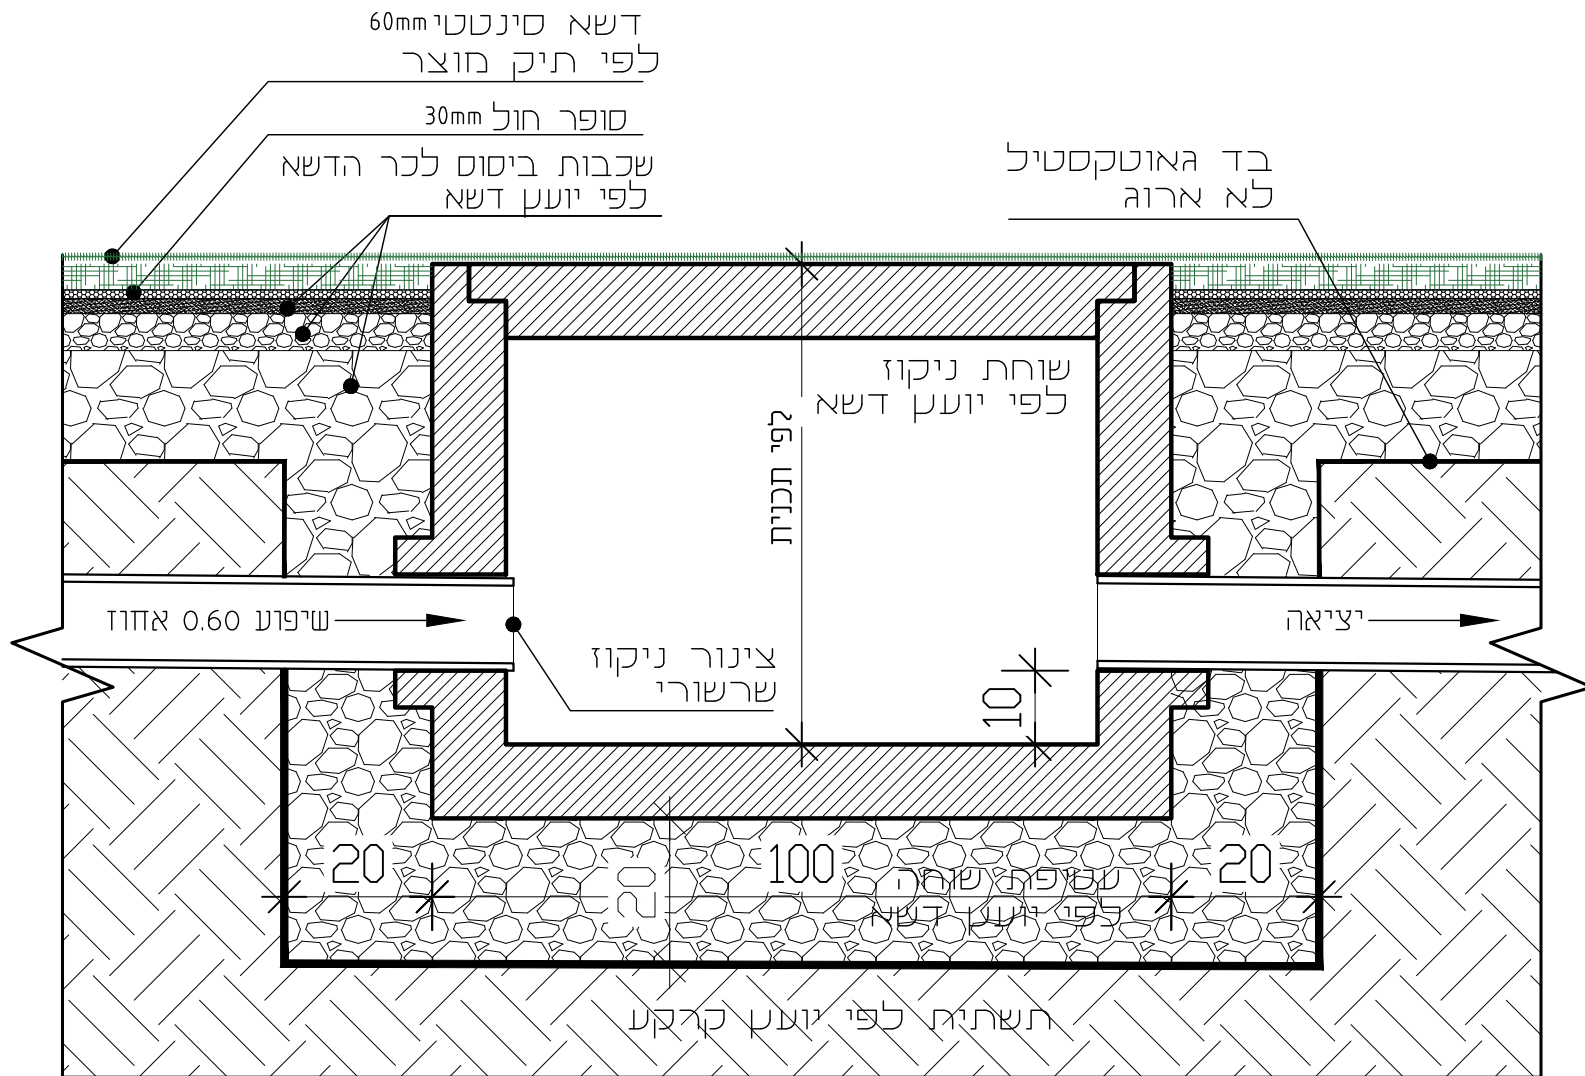 דשא סינטטי 60mm
לפי תיק מוצר
סופר חול 30mm
שכבות ביסוס לכר הדשא
לפי יועץ דשא
בד גאוטקסטיל
לא ארוג
שוחת ניקוז
לפי יועץ דשא
לפי תכנית
שיפוע 0.60 אחוז
יציאה
צינור ניקוז
שרשורי
10
20
100
20
20
עטיפת שוחה
לפי יועץ דשא
תשתית לפי יועץ קרקע